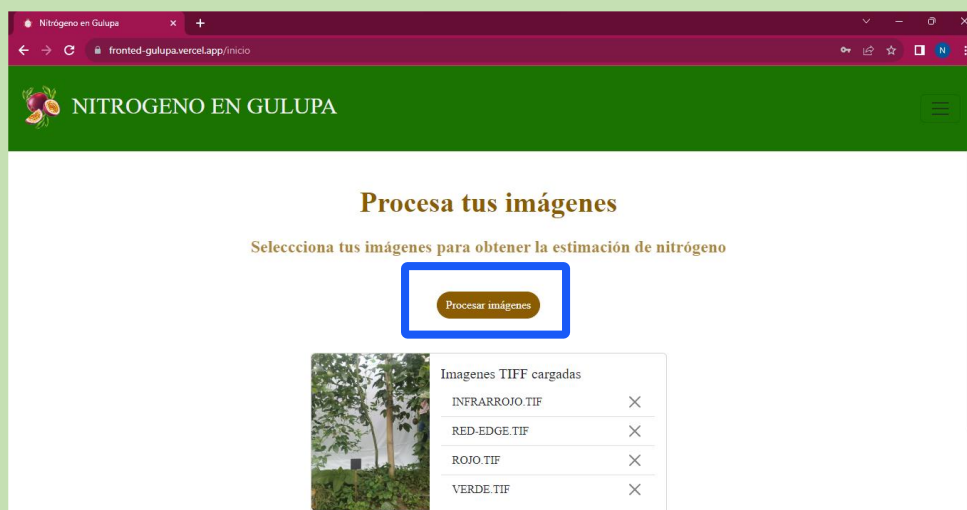 Nitrógeno en Gulupa
fronted-gulupa.vercel.app/inicio
N
NITROGENO EN GULUPA
Procesa tus imágenes
Seleccciona tus imágenes para obtener la estimación de nitrógeno
Procesar imágenes
Imagenes TIFF cargadas
INFRARROJO.TIF
RED-EDGE.TIF
ROJO.TIF
VERDE.TIF